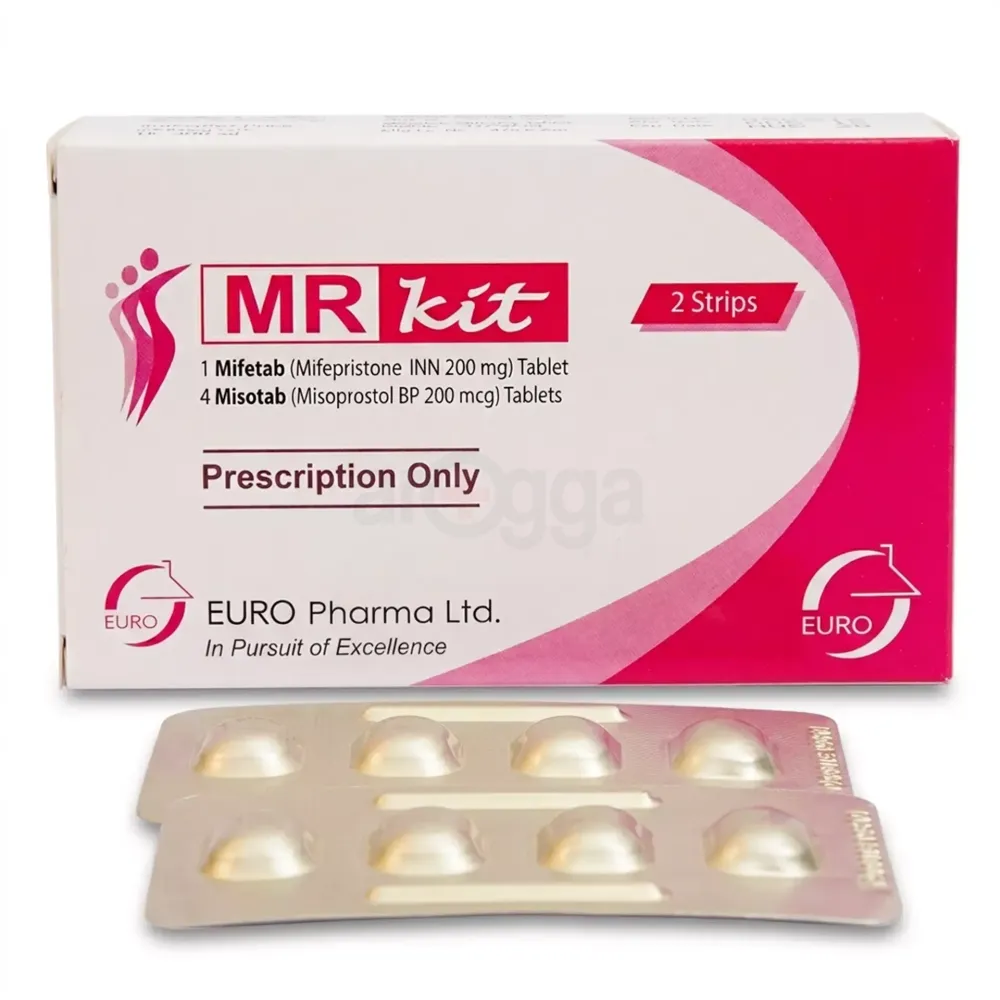 MR kit
2 Strips
1 Mifetab (Mifepristone INN 200 mg) Tablet
4 Misotab (Misoprostol BP 200 mcg) Tablets
Prescription Only
arogga
EURO
EURO Pharma Ltd.
In Pursuit of Excellence
EURO